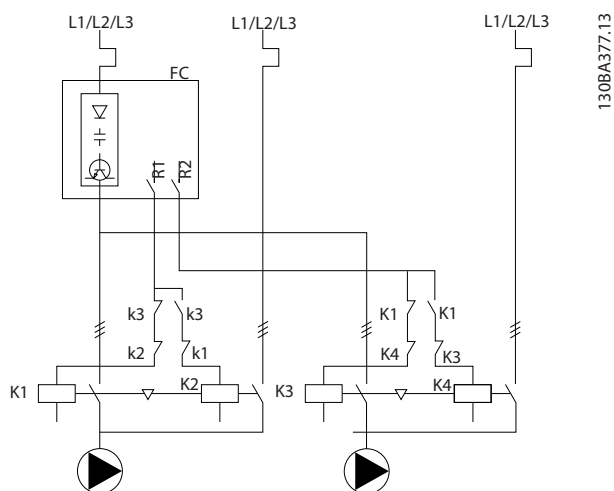 L1/L2/L3
L1/L2/L3
L1/L2/L3
130BA377.13
FC
R1
R2
k3
k3
K1
K1
k2
k1
K4
K3
K1
K2
K3
K4